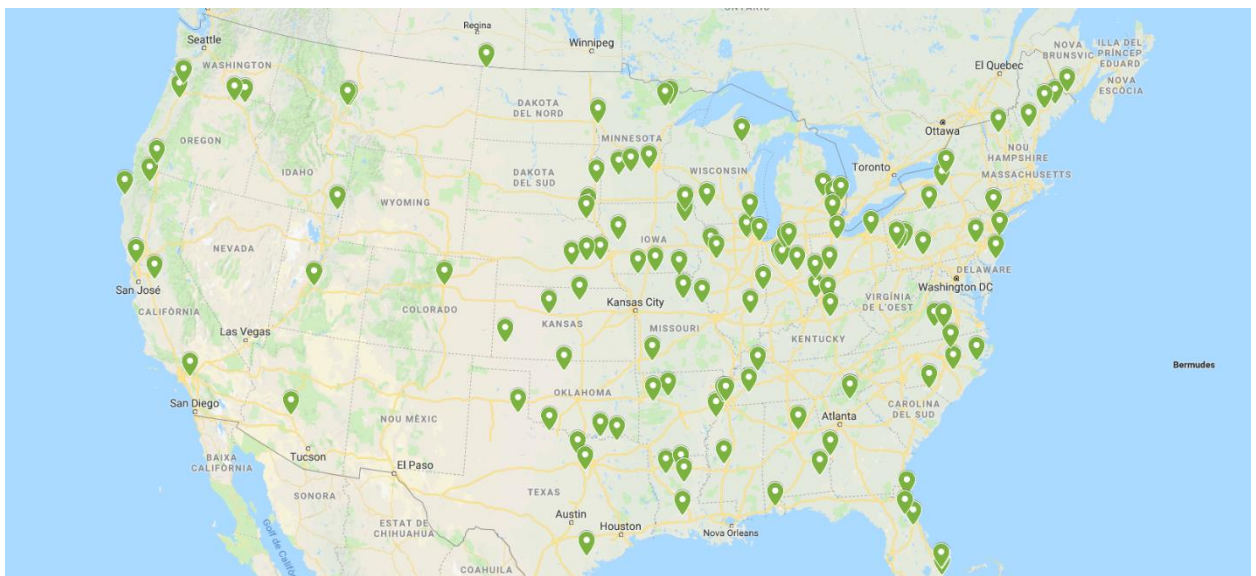 ONTARIO
Regina
Winnipeg
Seattle
WASHINGTON
El Quebec
NOVA
BRUNSVIC
ILLA DEL
PRÍNCEP
EDUARD
NOVA
ESCÒCIA
DAKOTA
DEL NORD
MINNESOTA
Ottawa
OREGON
NOU
HAMPSHIRE
MASSACHUSETTS
Toronto
WISCONSIN
DAKOTA
DEL SUD
IDAHO
WYOMING
IOWA
NEVADA
DELAWARE
Washington DC
San José
CALIFÒRNIA
COLORADO
Kansas City
VIRGÍNIA
DE L'OEST
KANSAS
MISSOURI
Las Vegas
KENTUCKY
Bermudes
OKLAHOMA
San Diego
NOU MÈXIC
Atlanta
CAROLINA
DEL SUD
Tucson
BAIXA
CALIFÒRNIA
El Paso
SONORA
TEXAS
Austin
Houston
Nova Orleans
ESTAT DE
CHIHUAHUA
Golf de Calif
COAHUILA